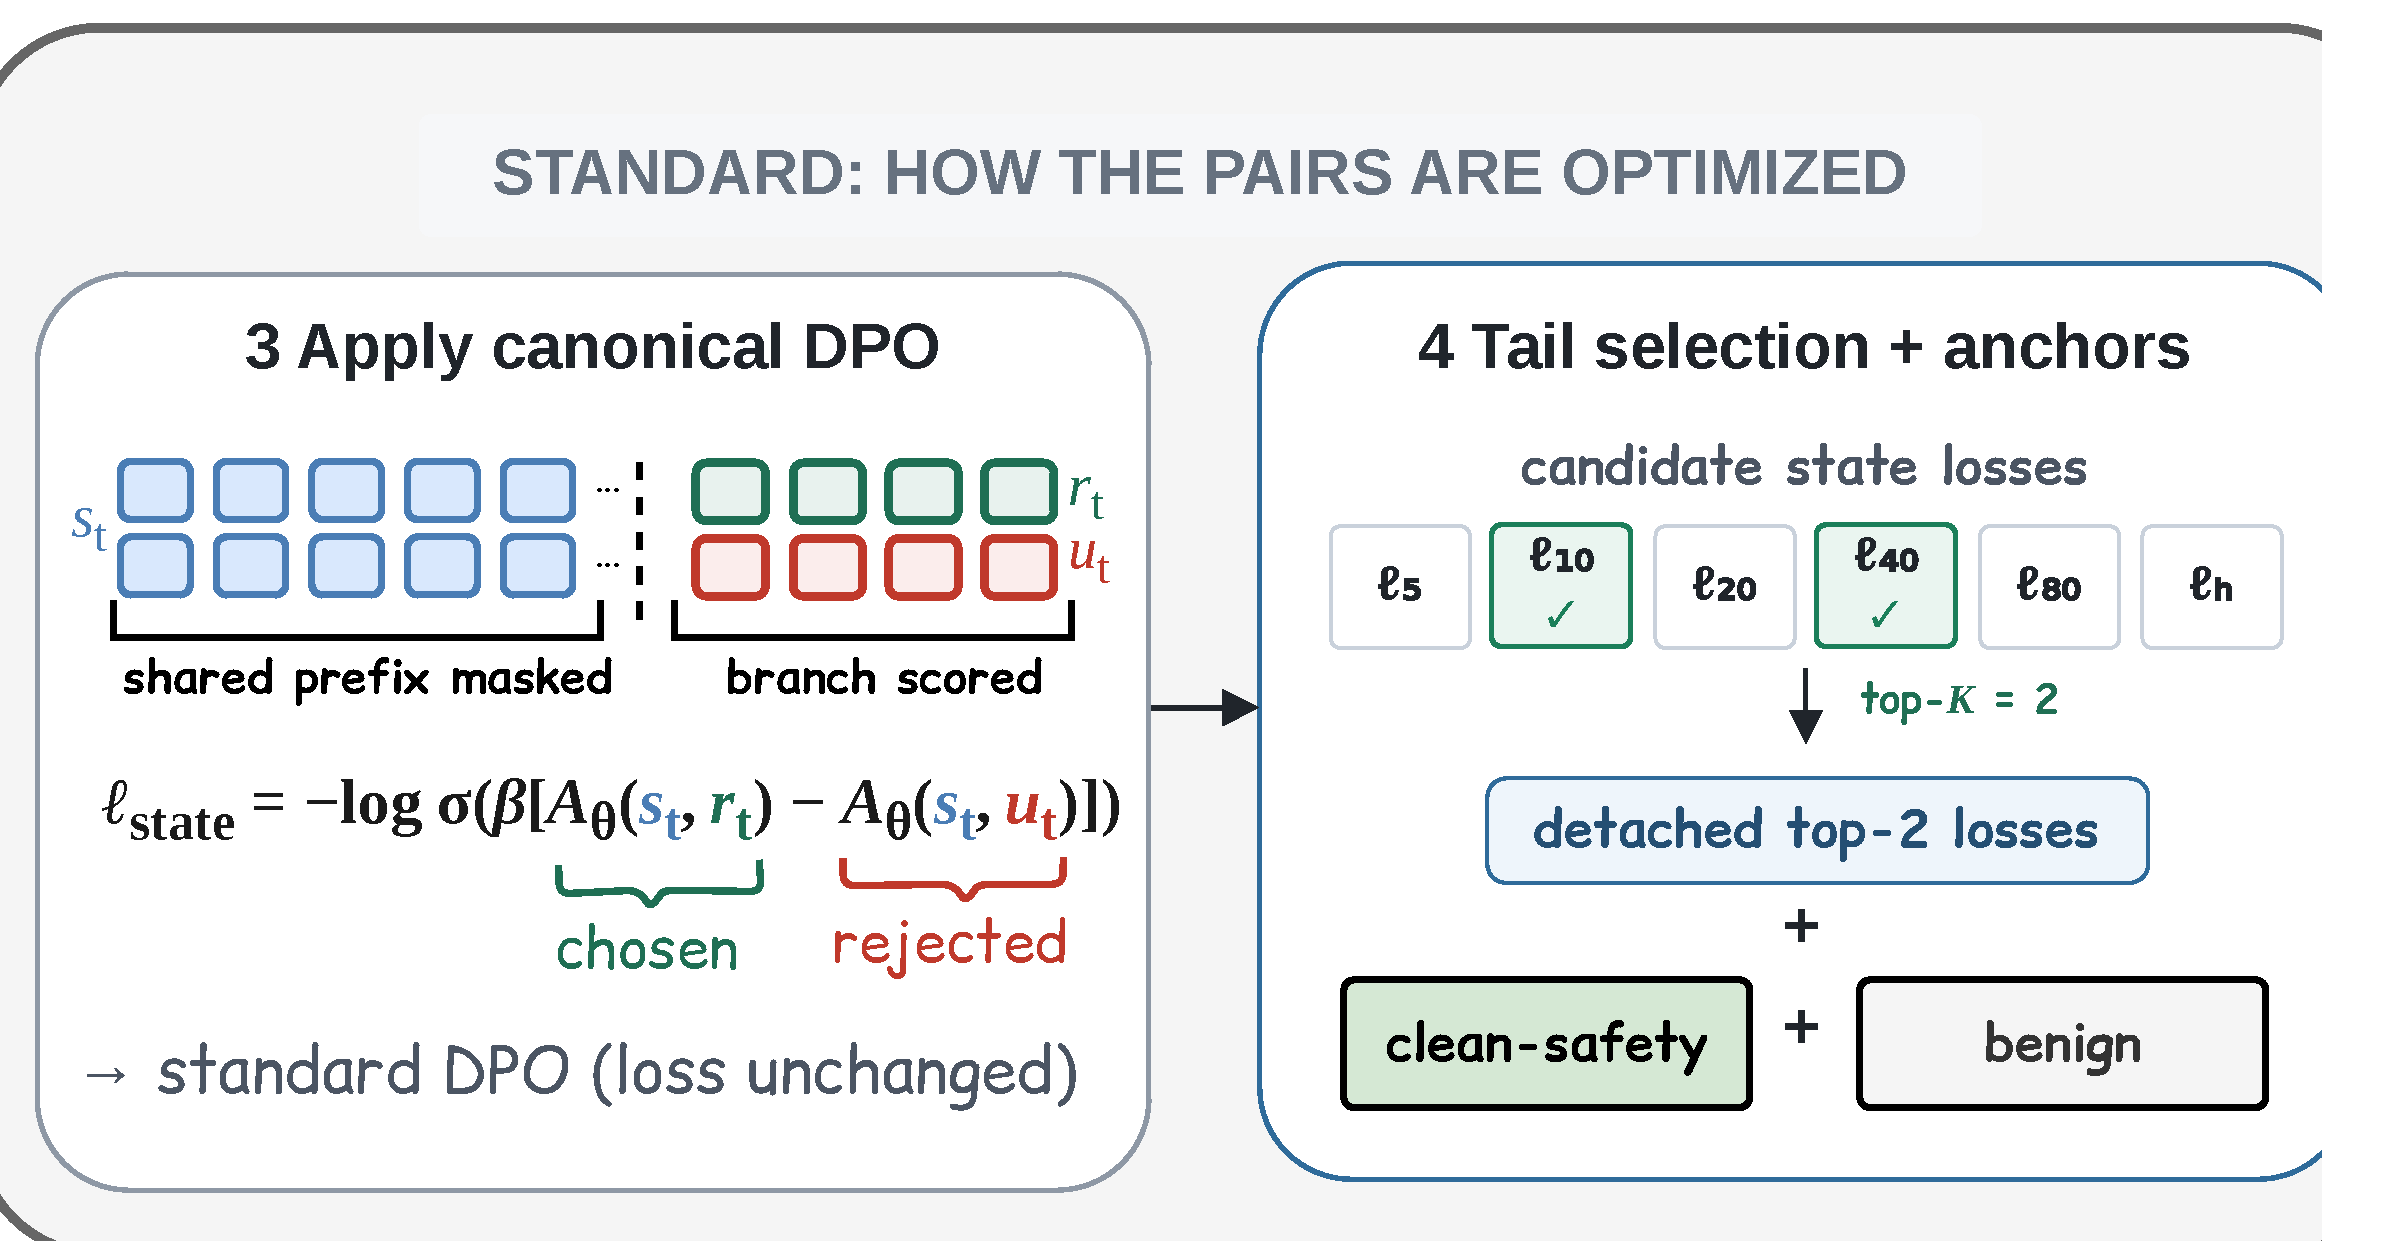 STANDARD: HOW THE PAIRS ARE OPTIMIZED
3 Apply canonical DPO
s_t ... r_t
... u_t
shared prefix masked branch scored
ℓ_state = −log σ(β[A_θ(s_t, r_t) − A_θ(s_t, u_t)])
chosen rejected
→ standard DPO (loss unchanged)
4 Tail selection + anchors
candidate state losses
ℓ5 ℓ10 ✓ ℓ20 ℓ40 ✓ ℓ80 ℓh
top-K = 2
detached top-2 losses
+
clean-safety + benign